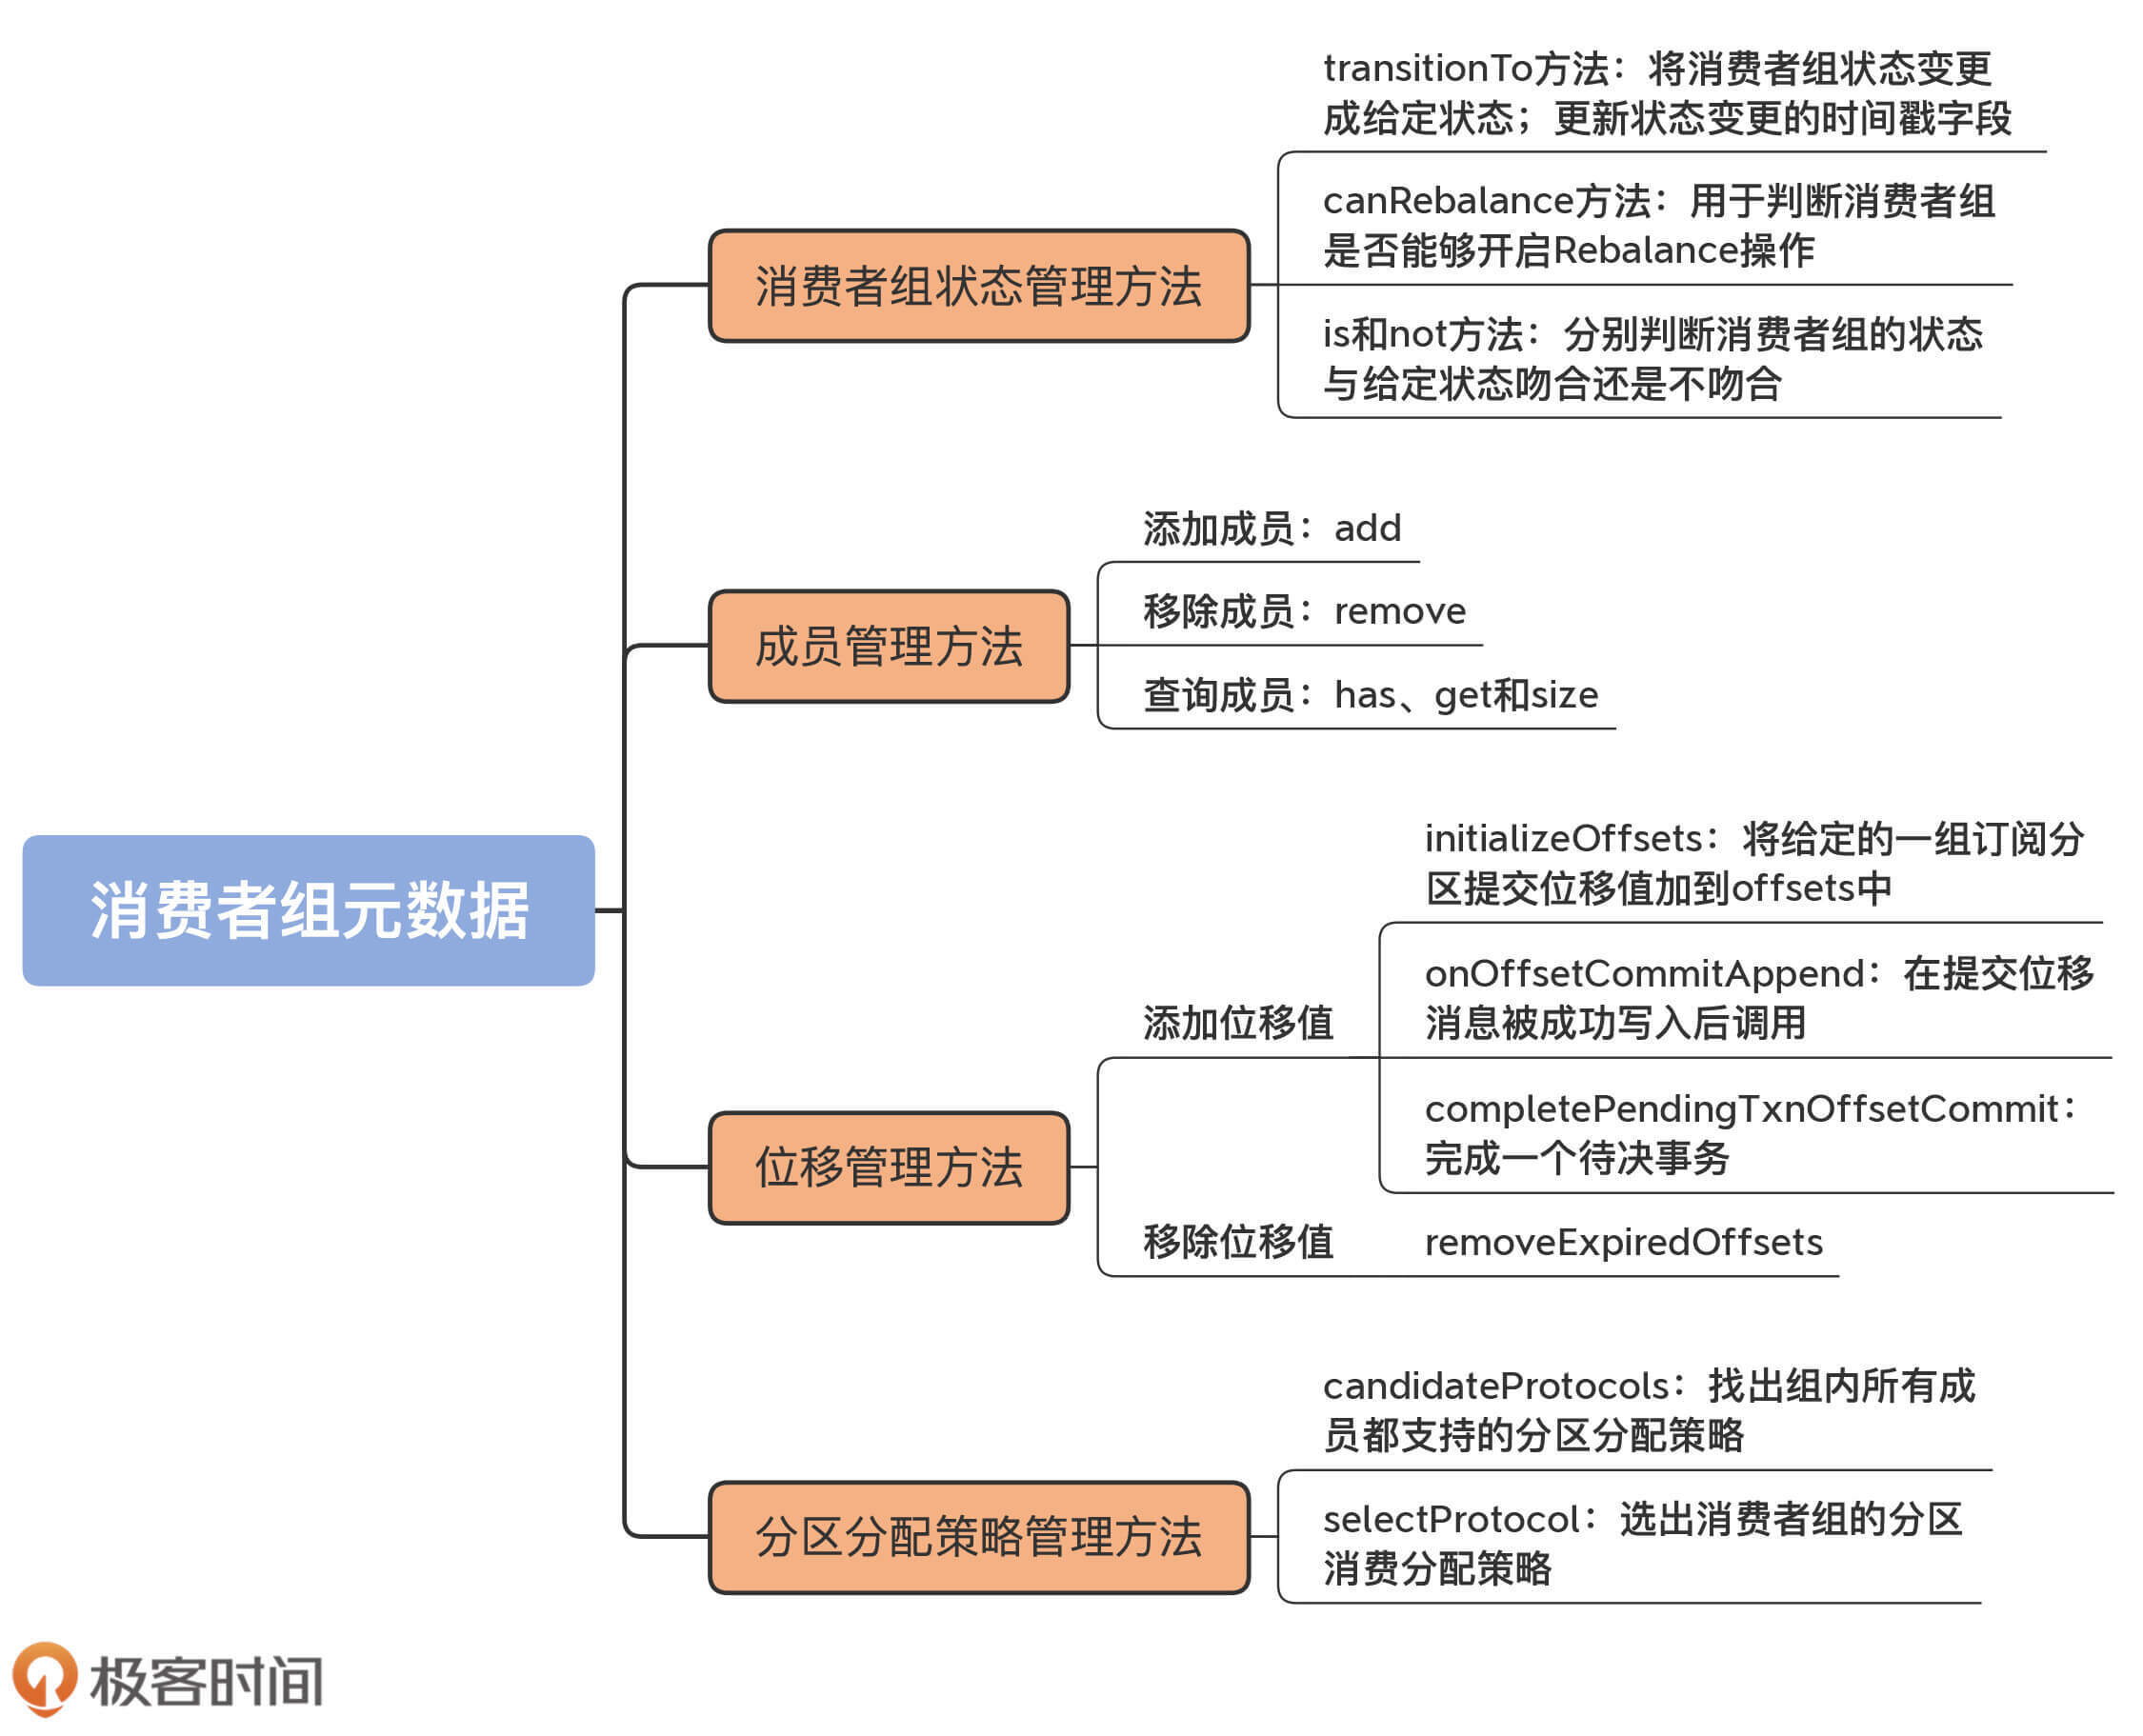 transitionTo方法：将消费者组状态变更
成给定状态；更新状态变更的时间戳字段
canRebalance方法：用于判断消费者组
是否能够开启Rebalance操作
消费者组状态管理方法
is和not方法：分别判断消费者组的状态
与给定状态吻合还是不吻合
添加成员：add
移除成员：remove
成员管理方法
查询成员：has、get和size
initializeOffsets：将给定的一组订阅分
区提交位移值加到offsets中
消费者组元数据
onOffsetCommitAppend：在提交位移
消息被成功写入后调用
添加位移值
completePendingTxnOffsetCommit：
完成一个待决事务
位移管理方法
移除位移值
removeExpiredOffsets
candidateProtocols：找出组内所有成
员都支持的分区分配策略
分区分配策略管理方法
selectProtocol：选出消费者组的分区
消费分配策略
极客时间